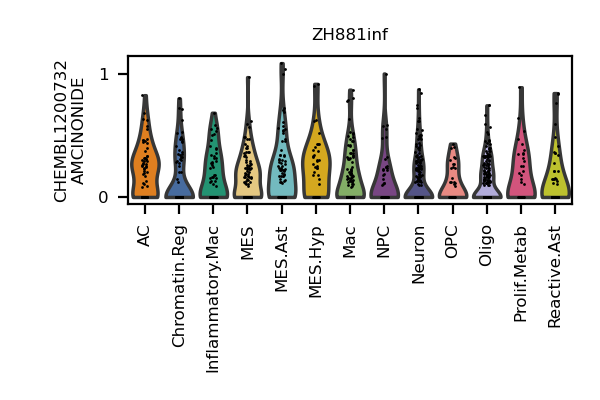 ZH881inf
CHEMBL1200732
AMCINONIDE
1
0
AC
Chromatin.Reg
Inflammatory.Mac
MES
MES.Ast
MES.Hyp
Mac
NPC
Neuron
OPC
Oligo
Prolif.Metab
Reactive.Ast